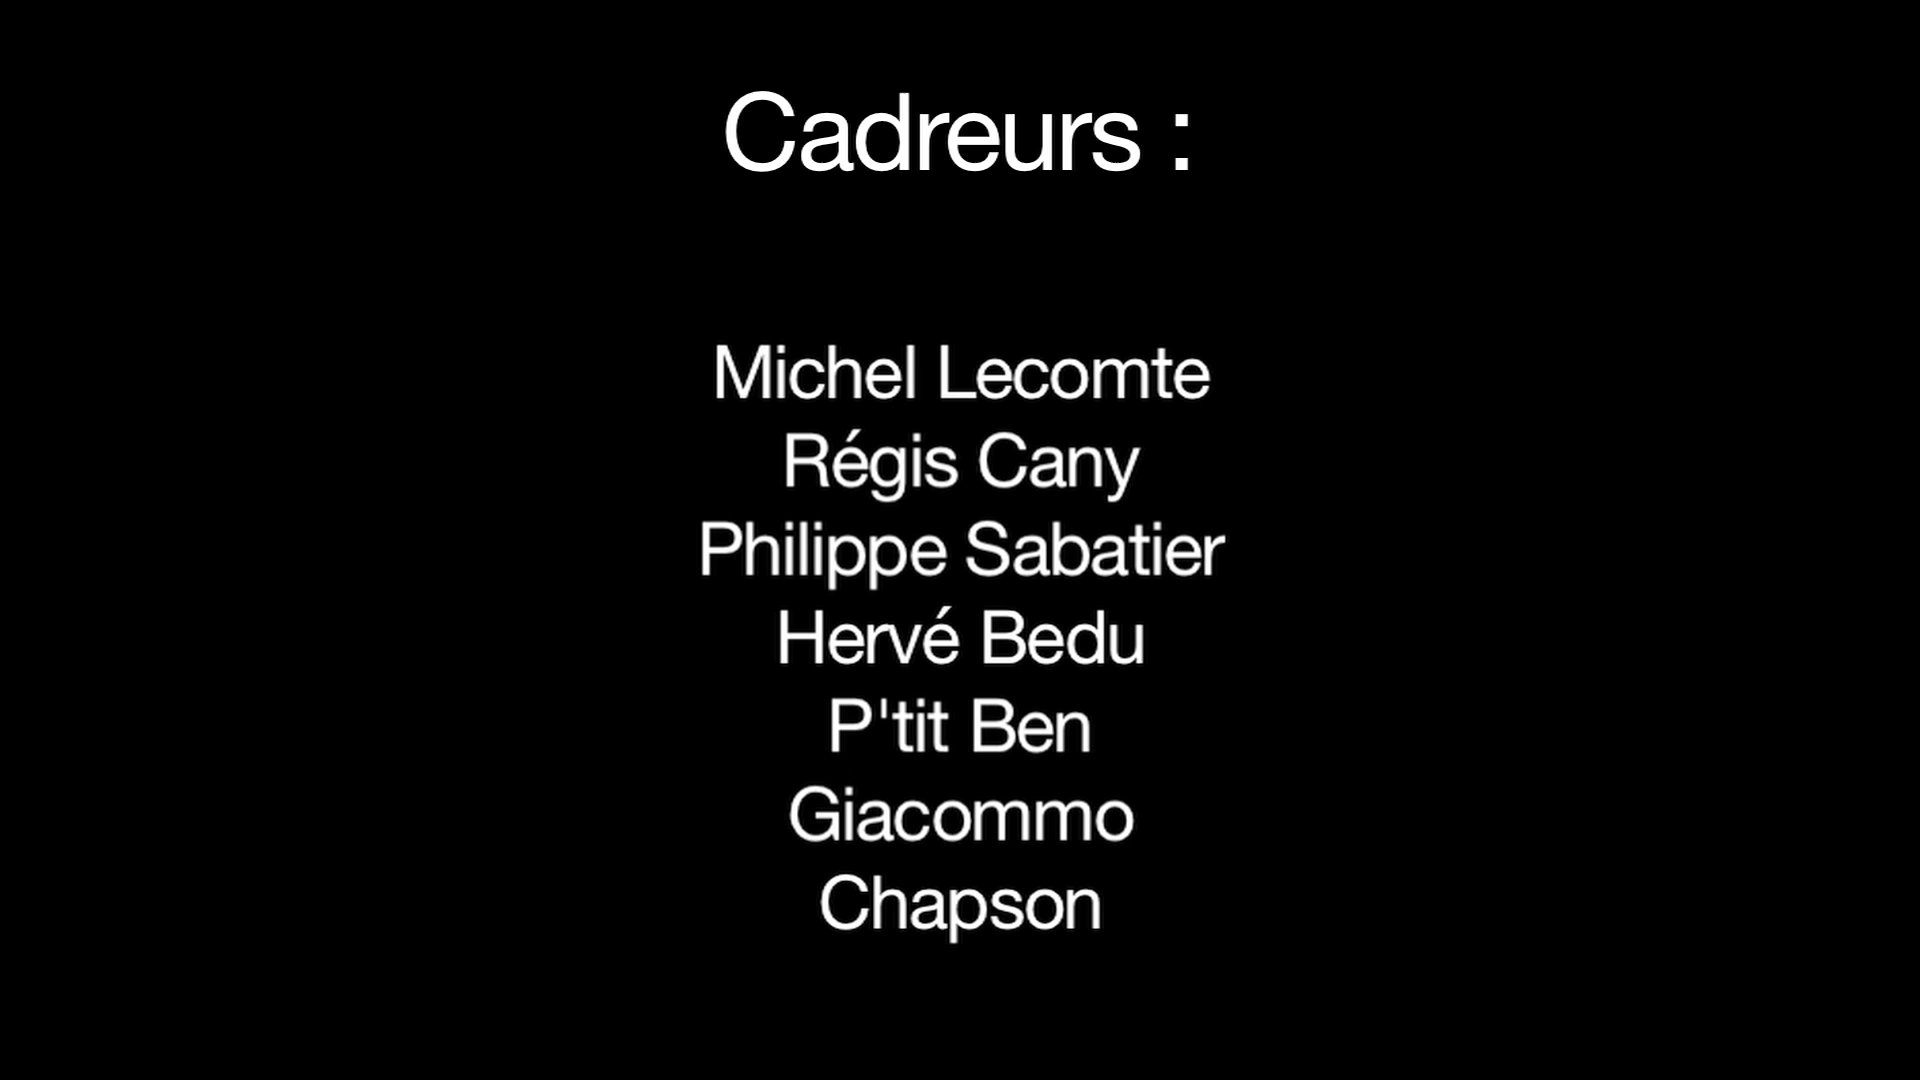 Cadreurs :
Michel Lecomte
Régis Cany
Philippe Sabatier
Hervé Bedu
P'tit Ben
Giacommo
Chapson